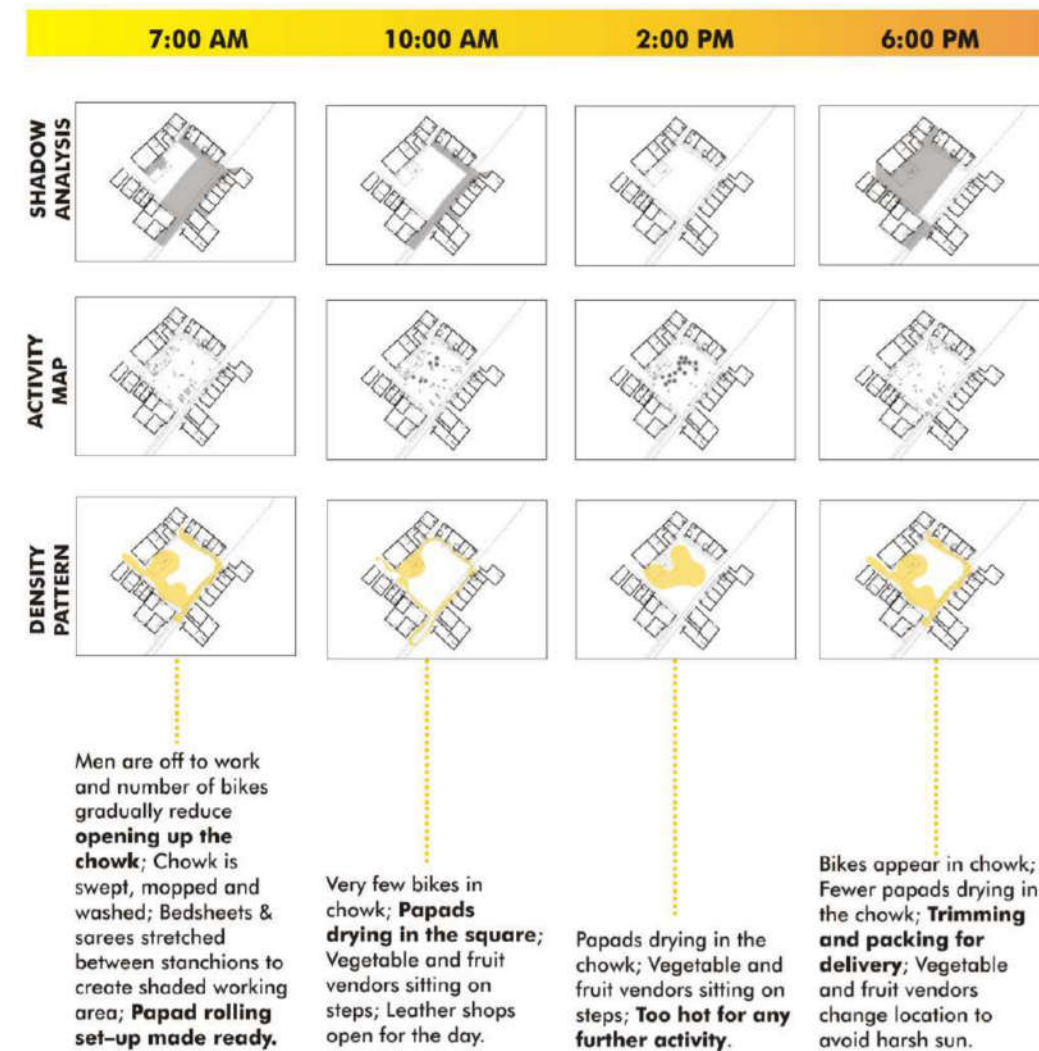 7:00 AM
10:00 AM
2:00 PM
6:00 PM
SHADOW
ANALYSIS
ACTIVITY
MAP
DENSITY
PATTERN
Men are off to work
and number of bikes
gradually reduce
opening up the
chowk; Chowk is
swept, mopped and
washed; Bedsheets &
sarees stretched
between stanchions to
create shaded working
area; Papad rolling
set–up made ready.
Very few bikes in
chowk; Papads
drying in the square;
Vegetable and fruit
vendors sitting on
steps; Leather shops
open for the day.
Papads drying in the
chowk; Vegetable and
fruit vendors sitting on
steps; Too hot for any
further activity.
Bikes appear in chowk;
Fewer papads drying in
the chowk; Trimming
and packing for
delivery; Vegetable
and fruit vendors
change location to
avoid harsh sun.